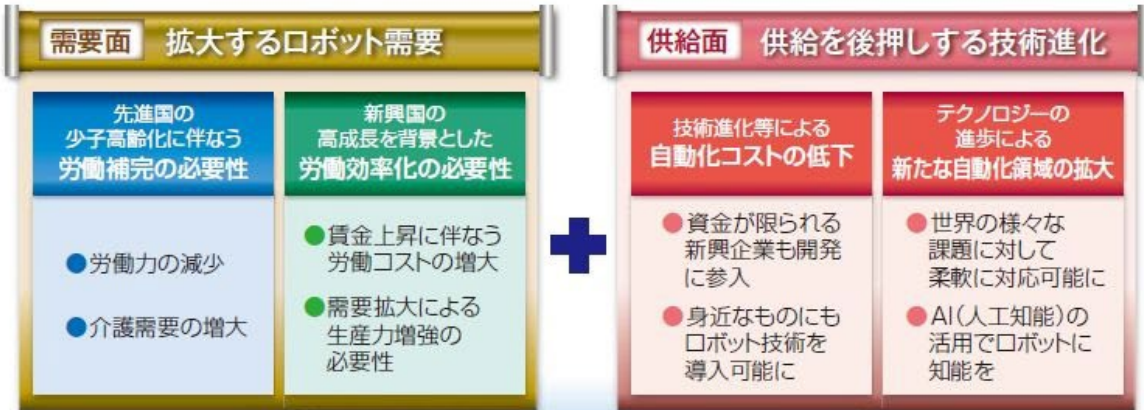 需要面 拡大するロボット需要
先進国の
少子高齢化に伴なう
労働補完の必要性
●労働力の減少
●介護需要の増大
新興国の
高成長を背景とした
労働効率化の必要性
●賃金上昇に伴なう
労働コストの増大
●需要拡大による
生産力増強の
必要性
供給面 供給を後押しする技術進化
技術進化等による
自動化コストの低下
●資金が限られる
新興企業も開発
に参入
●身近なものにも
ロボット技術を
導入可能に
テクノロジーの
進歩による
新たな自動化領域の拡大
●世界の様々な
課題に対して
柔軟に対応可能に
●AI(人工知能)の
活用でロボットに
知能を